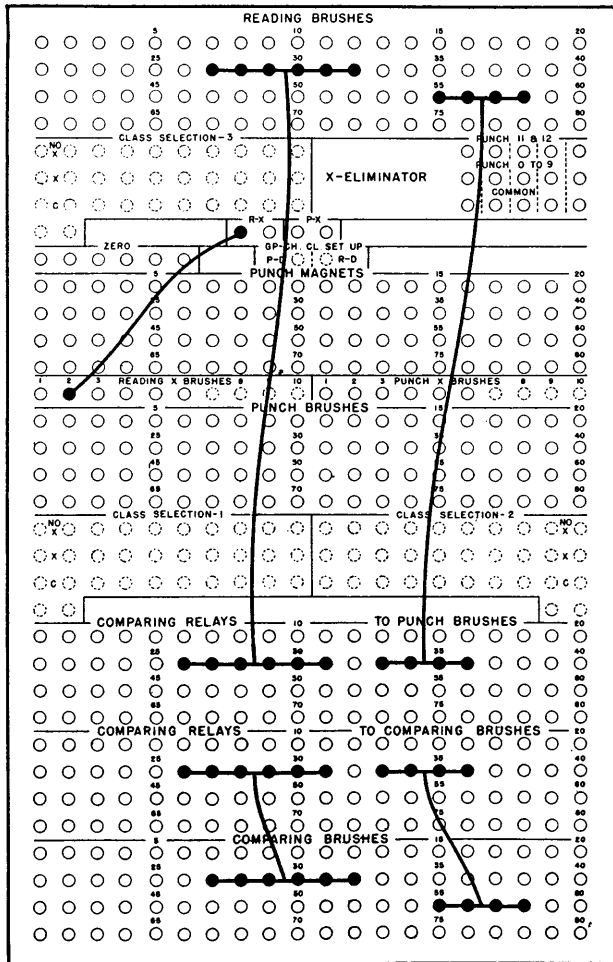 READING BRUSHES
5 10 15 20
25 30 35 40
45 50 55 60
65 70 75 80
CLASS SELECTION-3 PUNCH 11 & 12
NO
X
PUNCH 0 TO 9
X X-ELIMINATOR
COMMON
C
R-X P-X
ZERO GP-CH. CL. SET UP
P-D R-D
PUNCH MAGNETS
5 10 15 20
25 30 35 40
45 50 55 60
65 70 75 80
1 2 3 READING X BRUSHES 8 9 10 1 2 3 PUNCH X BRUSHES 8 9 10
PUNCH BRUSHES
5 10 15 20
25 30 35 40
45 50 55 60
65 70 75 80
CLASS SELECTION-1 CLASS SELECTION-2
NO NO
X X
X X
C C
COMPARING RELAYS 10 TO PUNCH BRUSHES 20
25 30 35 40
45 50 55 60
65 70 75 80
COMPARING RELAYS 10 TO COMPARING BRUSHES 20
25 30 35 40
45 50 55 60
65 70 75 80
COMPARING BRUSHES
5 15 20
25 30 35 40
45 50 55 60
65 70 75 80